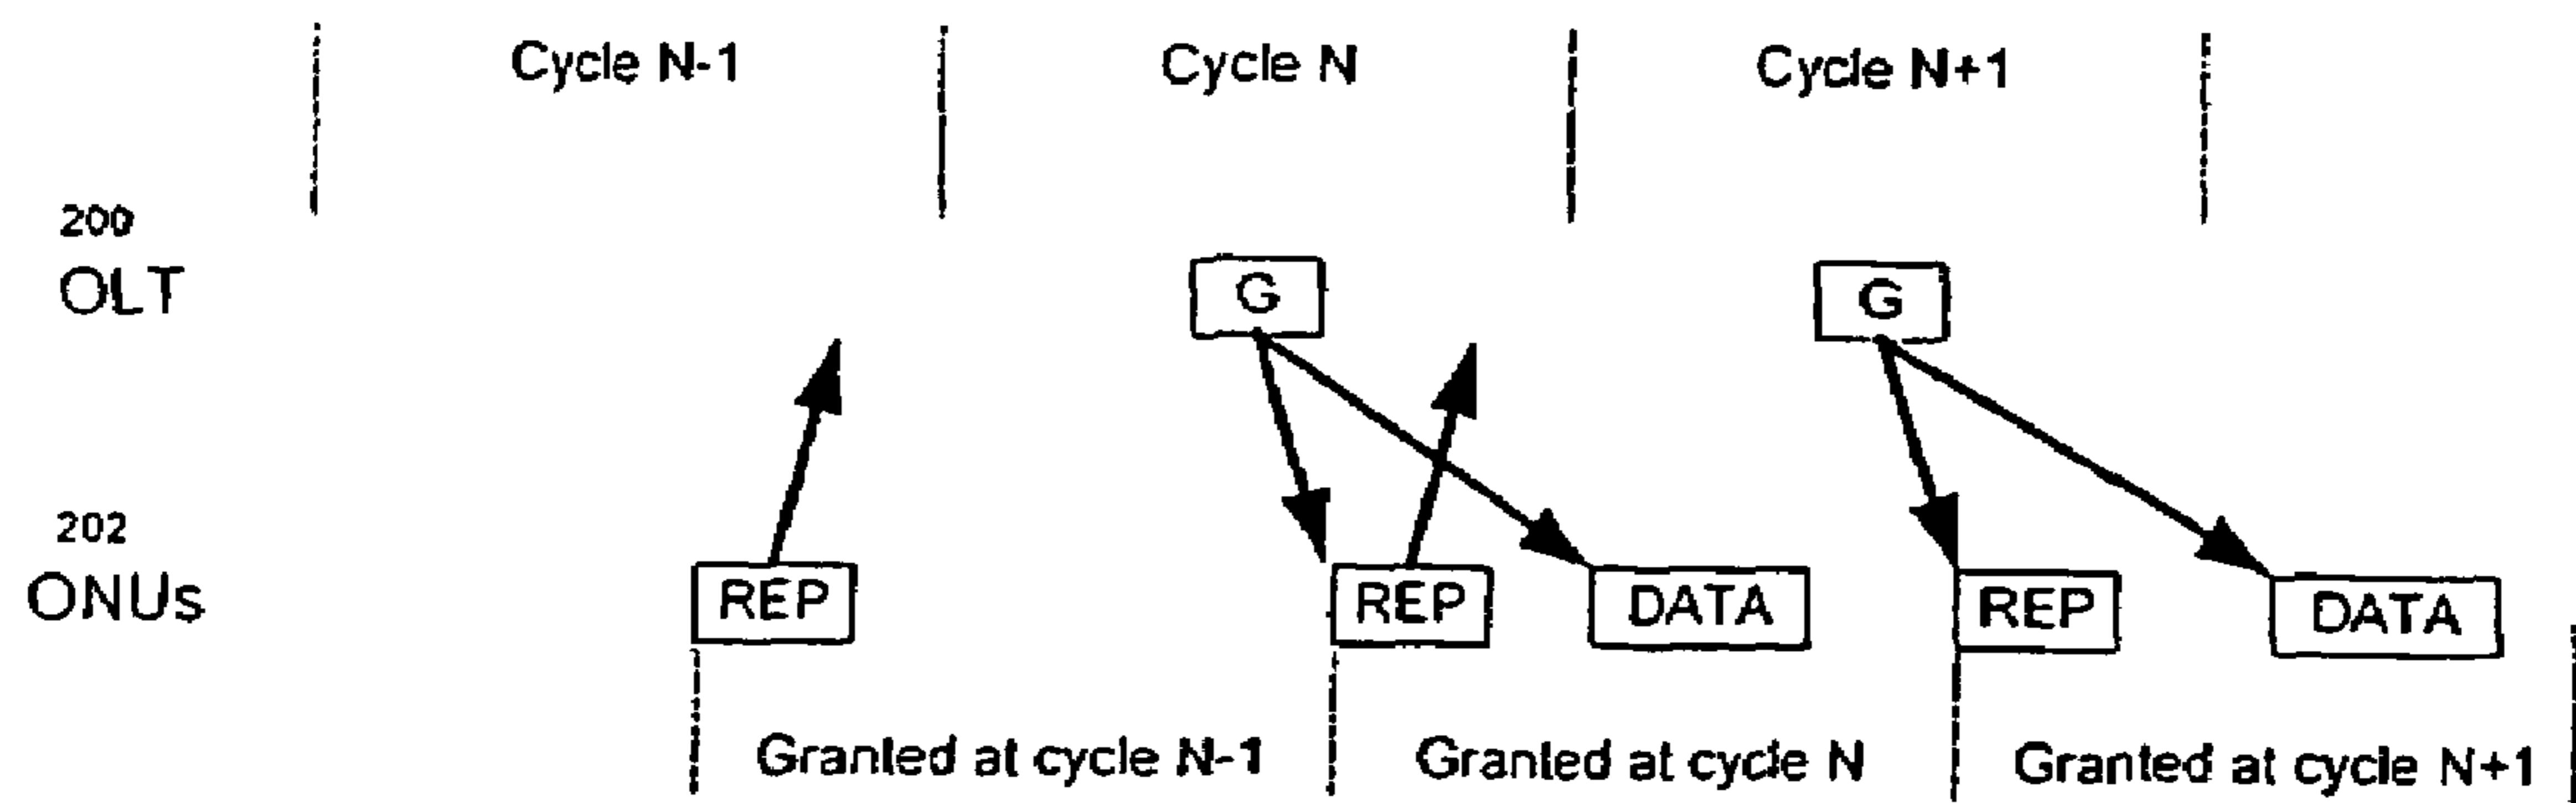 Cycle N-1 Cycle N Cycle N+1
200
OLT
G G
202
ONUs
REP REP DATA REP DATA
Granted at cycle N-1 Granted at cycle N Granted at cycle N+1